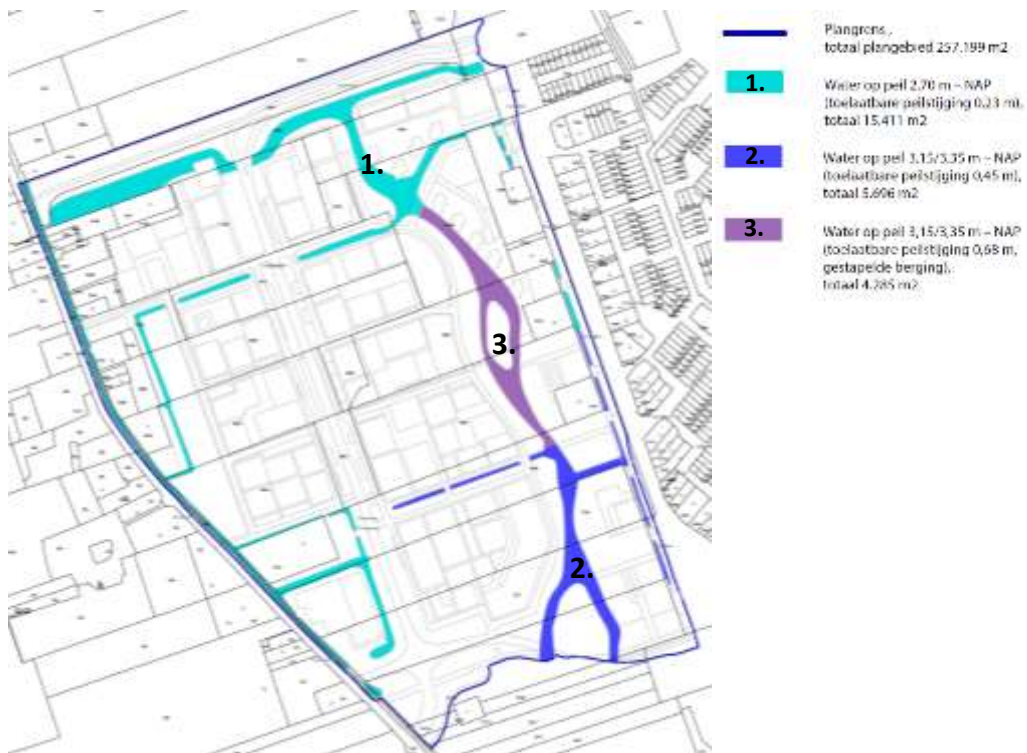 Plangrens,
totaal plangebied 257.199 m2
1.
Water op peil 2,70 m – NAP
(toelaatbare peilstijging 0,23 m),
totaal 15.411 m2
2.
Water op peil 3,15/3,35 m – NAP
(toelaatbare peilstijging 0,45 m),
totaal 5.696 m2
3.
Water op peil 3,15/3,35 m – NAP
(toelaatbare peilstijging 0,68 m,
gestapelde berging),
totaal 4.285 m2
1.
3.
2.